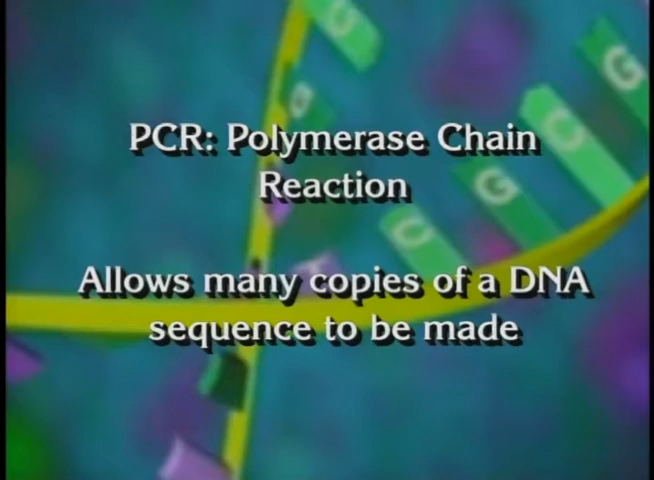 PCR: Polymerase Chain
Reaction
Allows many copies of a DNA
sequence to be made
G
G